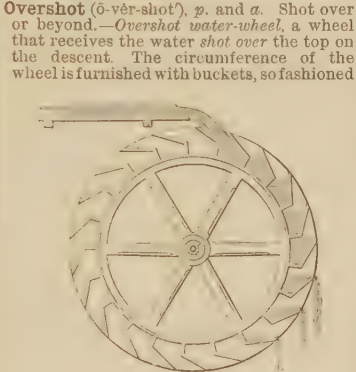 Overshot (ō-vėr-shot′), p. and a. Shot over
or beyond.—Overshot water-wheel, a wheel
that receives the water shot over the top on
the descent. The circumference of the
wheel is furnished with buckets, so fashioned